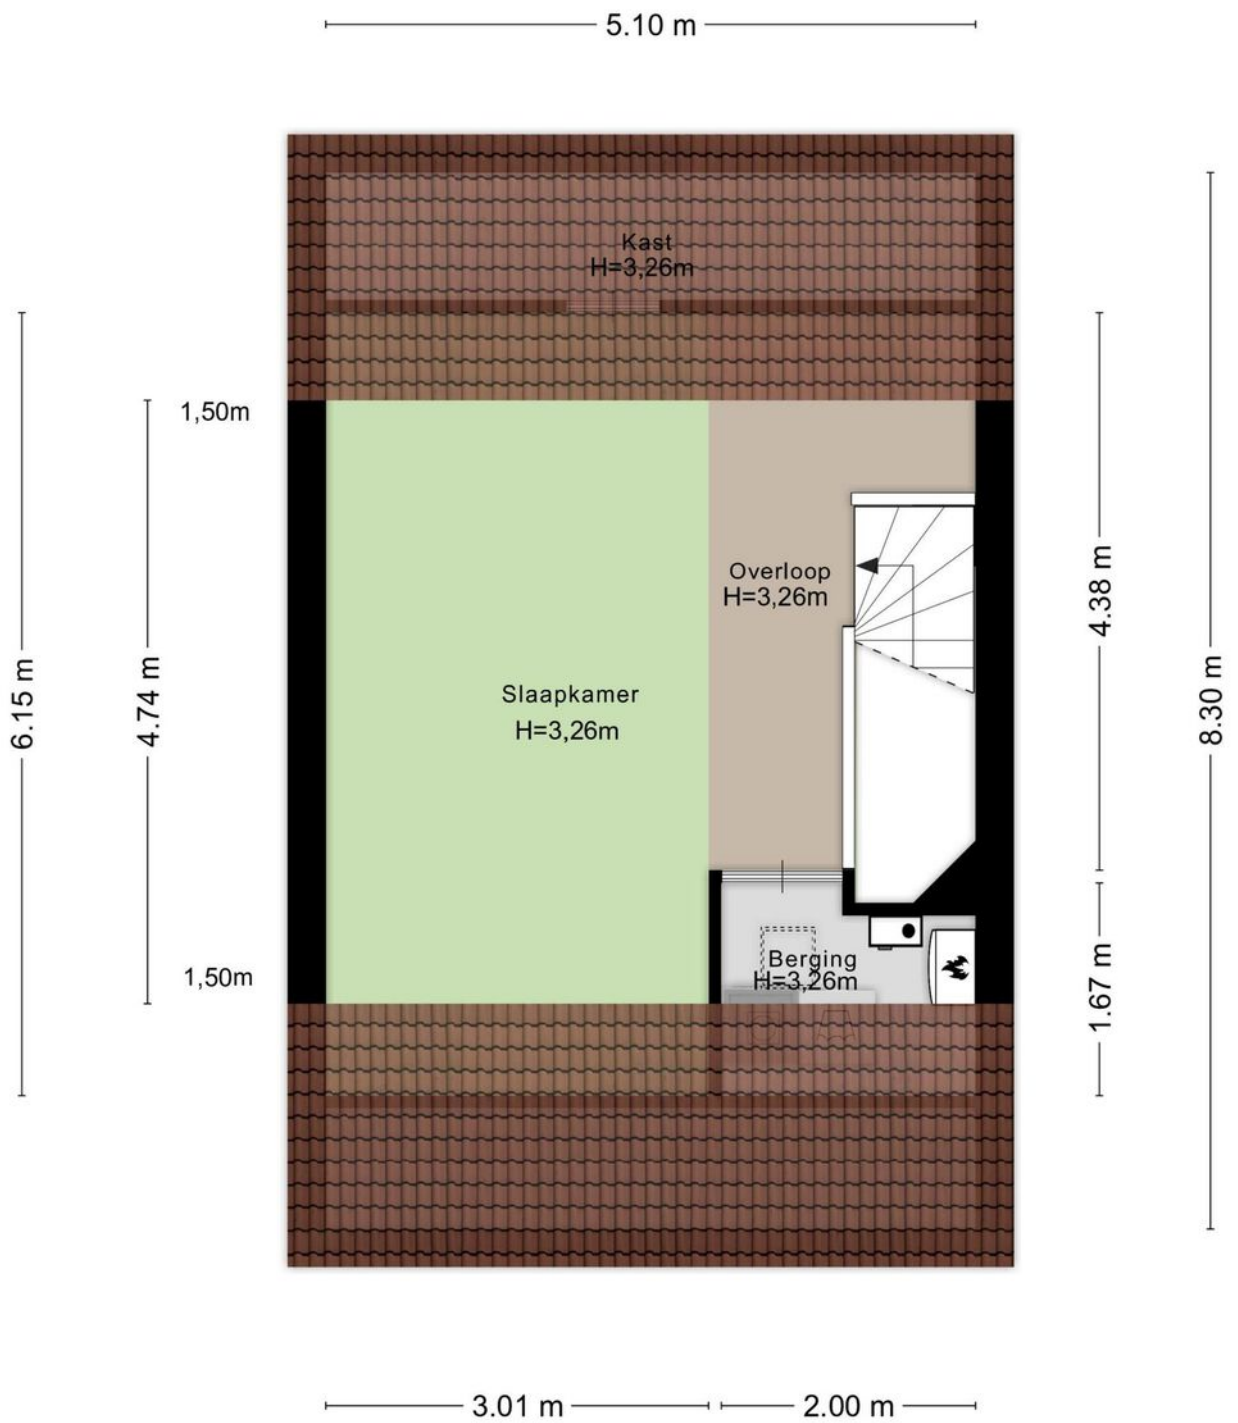 5.10 m
Kast
H=3,26m
1,50m
Overloop
H=3,26m
4.38 m
6.15 m
4.74 m
8.30 m
Slaapkamer
H=3,26m
Berging
H=3,26m
1,50m
1.67 m
3.01 m
2.00 m